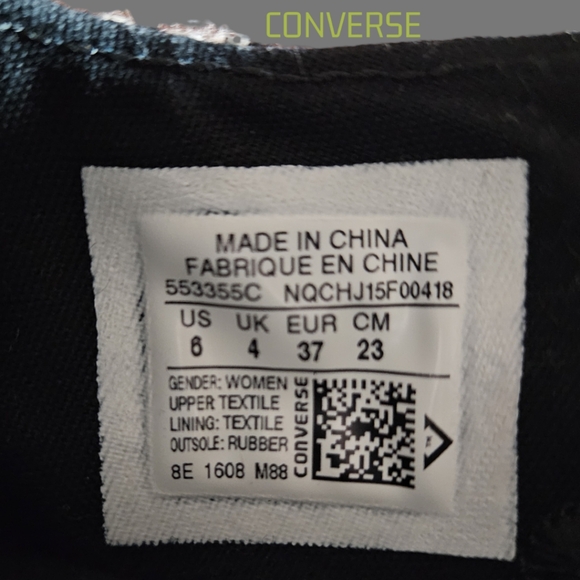 CONVERSE
MADE IN CHINA
FABRIQUE EN CHINE
553355C NQCHJ15F00418
US UK EUR CM
6 4 37 23
GENDER: WOMEN
UPPER TEXTILE
LINING: TEXTILE
OUTSOLE: RUBBER
8E 1608 M88
CONVERSE